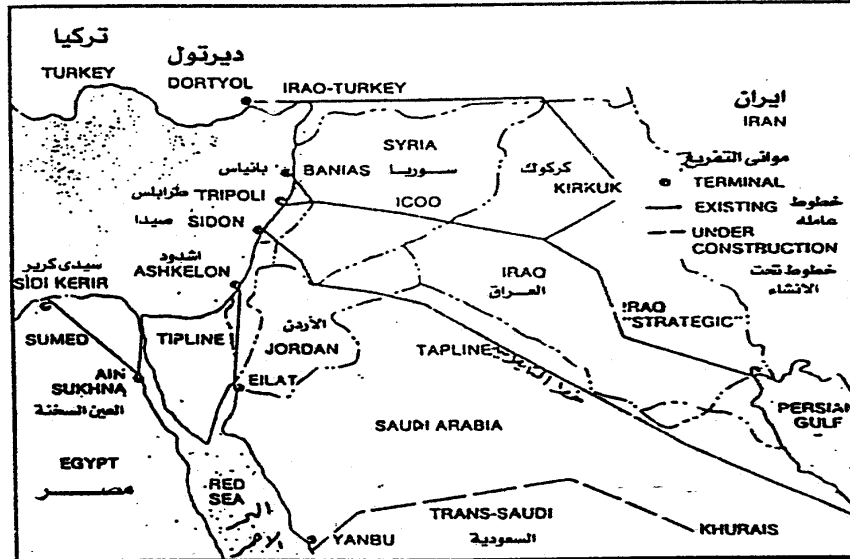 تركيا
TURKEY
ديرتول
DORTYOL
IRAO-TURKEY
ايران
IRAN
SYRIA
سوريا
بانياس
BANIAS
كركوك
KIRKUK
موانى التفريغ
TERMINAL
طرابلس
TRIPOLI
ICOO
EXISTING
خطوط
عامله
صيدا
SIDON
UNDER
CONSTRUCTION
خطوط تحت
الانشاء
اشدود
ASHKELON
سيدى كرير
SIDI KERIR
IRAQ
العراق
IRAQ
"STRATEGIC"
SUMED
TIPLINE
الأردن
JORDAN
TAPLINE
AIN
SUKHNA
العين السخنة
EILAT
PERSIAN
GULF
SAUDI ARABIA
EGYPT
مصر
RED
SEA
TRANS-SAUDI
السعودية
YANBU
KHURAIS